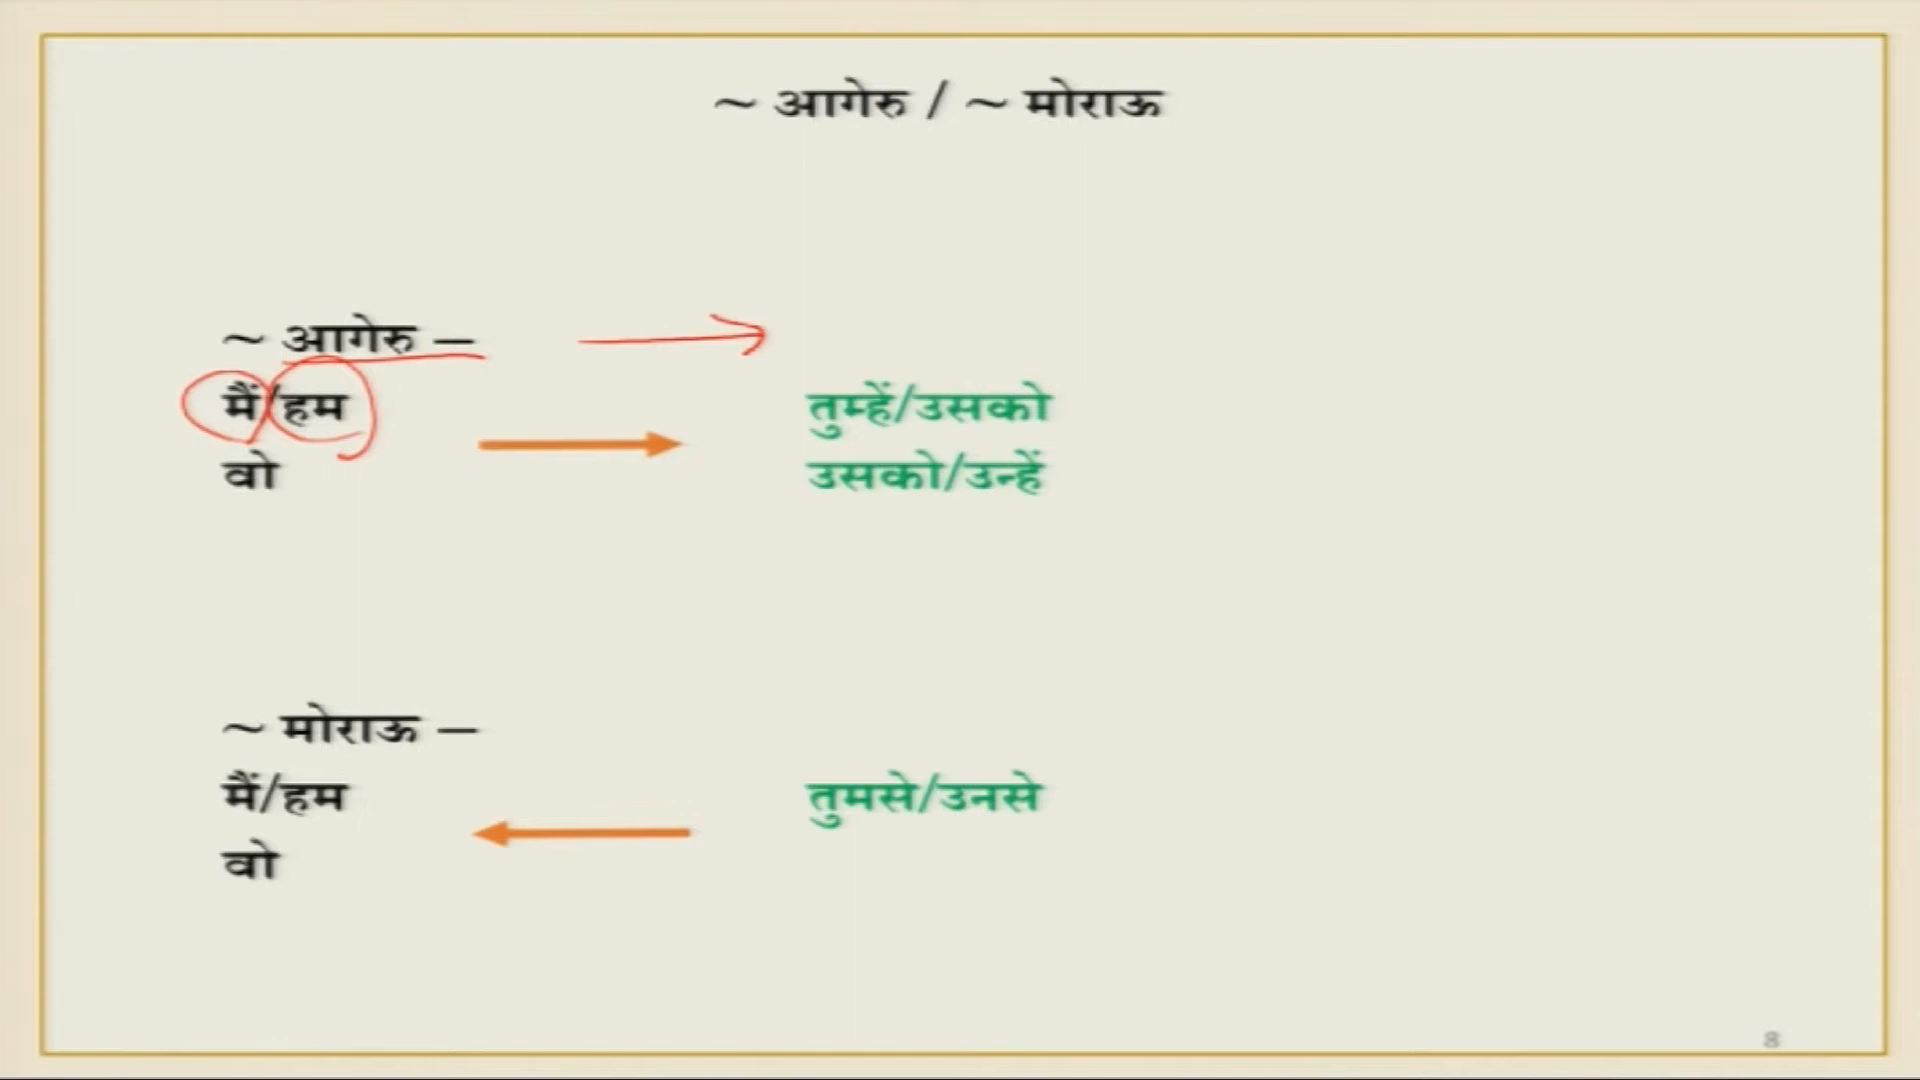 ~ आगेरु / ~ मोराऊ
~ आगेरु –
मैं/हम
तुम्हें/उसको
वो
उसको/उन्हें
~ मोराऊ –
मैं/हम
तुमसे/उनसे
वो
8